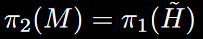 π₂(M) = π₁(H̃)